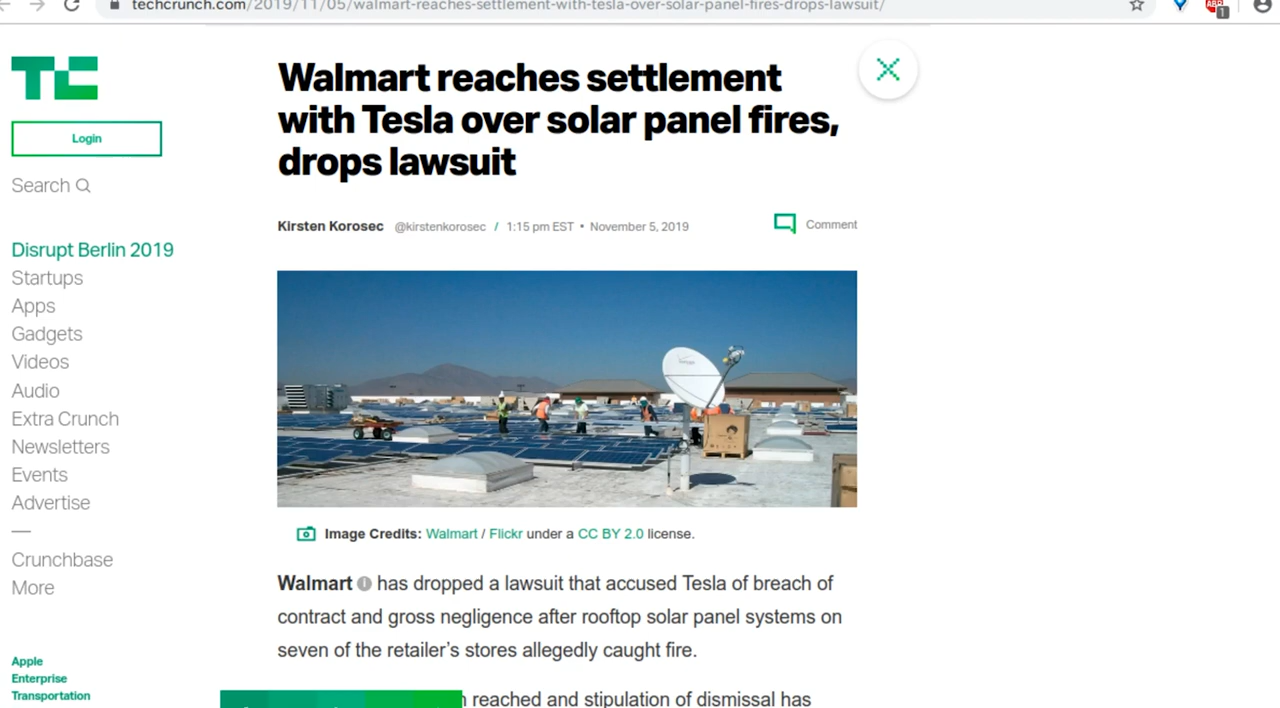 techcrunch.com/2019/11/05/walmart-reaches-settlement-with-tesla-over-solar-panel-fires-drops-lawsuit/
ABP
1
TC
Login
Search
Disrupt Berlin 2019
Startups
Apps
Gadgets
Videos
Audio
Extra Crunch
Newsletters
Events
Advertise
—
Crunchbase
More
Apple
Enterprise
Transportation
Walmart reaches settlement
with Tesla over solar panel fires,
drops lawsuit
Kirsten Korosec @kirstenkorosec / 1:15 pm EST • November 5, 2019
Comment
Image Credits: Walmart / Flickr under a CC BY 2.0 license.
Walmart has dropped a lawsuit that accused Tesla of breach of
contract and gross negligence after rooftop solar panel systems on
seven of the retailer’s stores allegedly caught fire.
reached and stipulation of dismissal has